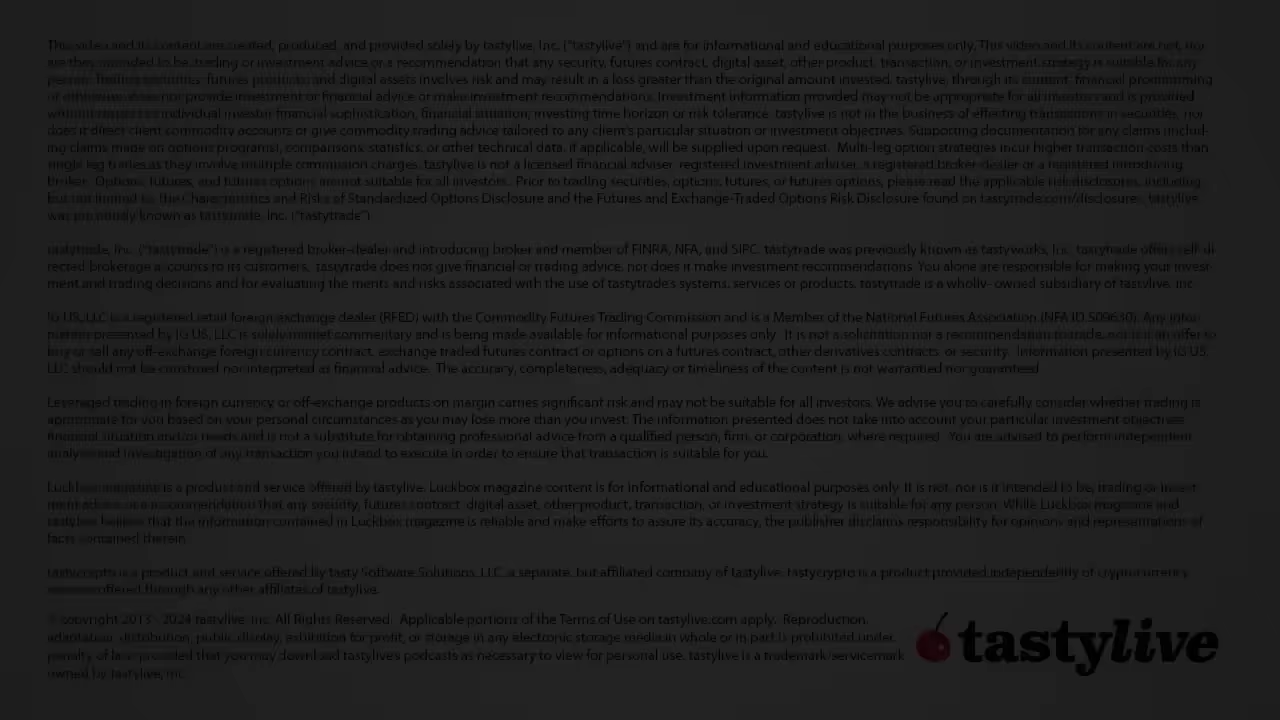 This video and its content are created, produced, and provided solely by tastylive, Inc. (“tastylive”) and are for informational and educational purposes only. This video and its content are not, nor
are they intended to be, trading or investment advice or a recommendation that any security, futures contract, digital asset, other product, transaction, or investment strategy is suitable for any
person. Trading securities, futures products, and digital assets involves risk and may result in a loss greater than the original amount invested. tastylive, through its content, financial programming
or otherwise, does not provide investment or financial advice or make investment recommendations. Investment information provided may not be appropriate for all investors and is provided
without respect to individual investor financial sophistication, financial situation, investing time horizon or risk tolerance. tastylive is not in the business of effecting transactions in securities, nor
does it direct client commodity accounts or give commodity trading advice tailored to any client’s particular situation or investment objectives. Supporting documentation for any claims (includ-
ing claims made on options programs), comparisons, statistics, or other technical data, if applicable, will be supplied upon request. Multi-leg option strategies incur higher transaction costs than
single leg trades as they involve multiple commission charges. tastylive is not a licensed financial adviser, registered investment adviser, a registered broker-dealer or a registered introducing
broker. Options, futures, and futures options are not suitable for all investors. Prior to trading securities, options, futures, or futures options, please read the applicable risk disclosures, including,
but not limited to, the Characteristics and Risks of Standardized Options Disclosure and the Futures and Exchange-Traded Options Risk Disclosure found on tastytrade.com/disclosures. tastylive
was previously known as tastytrade, Inc. (“tastytrade”).
tastytrade, Inc. (“tastytrade”) is a registered broker-dealer and introducing broker and member of FINRA, NFA, and SIPC. tastytrade was previously known as tastyworks, Inc. tastytrade offers self-di-
rected brokerage accounts to its customers. tastytrade does not give financial or trading advice, nor does it make investment recommendations. You alone are responsible for making your invest-
ment and trading decisions and for evaluating the merits and risks associated with the use of tastytrade’s systems, services or products. tastytrade is a wholly- owned subsidiary of tastylive, inc.
IG US, LLC is a registered retail foreign exchange dealer (RFED) with the Commodity Futures Trading Commission and is a Member of the National Futures Association (NFA ID 509630). Any infor-
mation presented by IG US, LLC is solely market commentary and is being made available for informational purposes only. It is not a solicitation nor a recommendation to trade, nor is it an offer to
buy or sell any off-exchange foreign currency contract, exchange traded futures contract or options on a futures contract, other derivatives contracts, or security. Information presented by IG US,
LLC should not be construed nor interpreted as financial advice. The accuracy, completeness, adequacy or timeliness of the content is not warrantied nor guaranteed.
Leveraged trading in foreign currency or off-exchange products on margin carries significant risk and may not be suitable for all investors. We advise you to carefully consider whether trading is
appropriate for you based on your personal circumstances as you may lose more than you invest. The information presented does not take into account your particular investment objectives,
financial situation and/or needs and is not a substitute for obtaining professional advice from a qualified person, firm, or corporation, where required. You are advised to perform independent
analysis and investigation of any transaction you intend to execute in order to ensure that transaction is suitable for you.
Luckbox magazine is a product and service offered by tastylive. Luckbox magazine content is for informational and educational purposes only. It is not, nor is it intended to be, trading or invest-
ment advice or a recommendation that any security, futures contract, digital asset, other product, transaction, or investment strategy is suitable for any person. While Luckbox magazine and
tastylive believe that the information contained in Luckbox magazine is reliable and make efforts to assure its accuracy, the publisher disclaims responsibility for opinions and representations of
facts contained therein.
tastycrypto is a product and service offered by tasty Software Solutions, LLC, a separate, but affiliated company of tastylive. tastycrypto is a product provided independently of cryptocurrency
services offered through any other affiliates of tastylive.
© copyright 2013 - 2024 tastylive, Inc. All Rights Reserved. Applicable portions of the Terms of Use on tastylive.com apply. Reproduction,
adaptation, distribution, public display, exhibition for profit, or storage in any electronic storage media in whole or in part is prohibited under
penalty of law, provided that you may download tastylive’s podcasts as necessary to view for personal use. tastylive is a trademark/servicemark
owned by tastylive, Inc.
tastylive